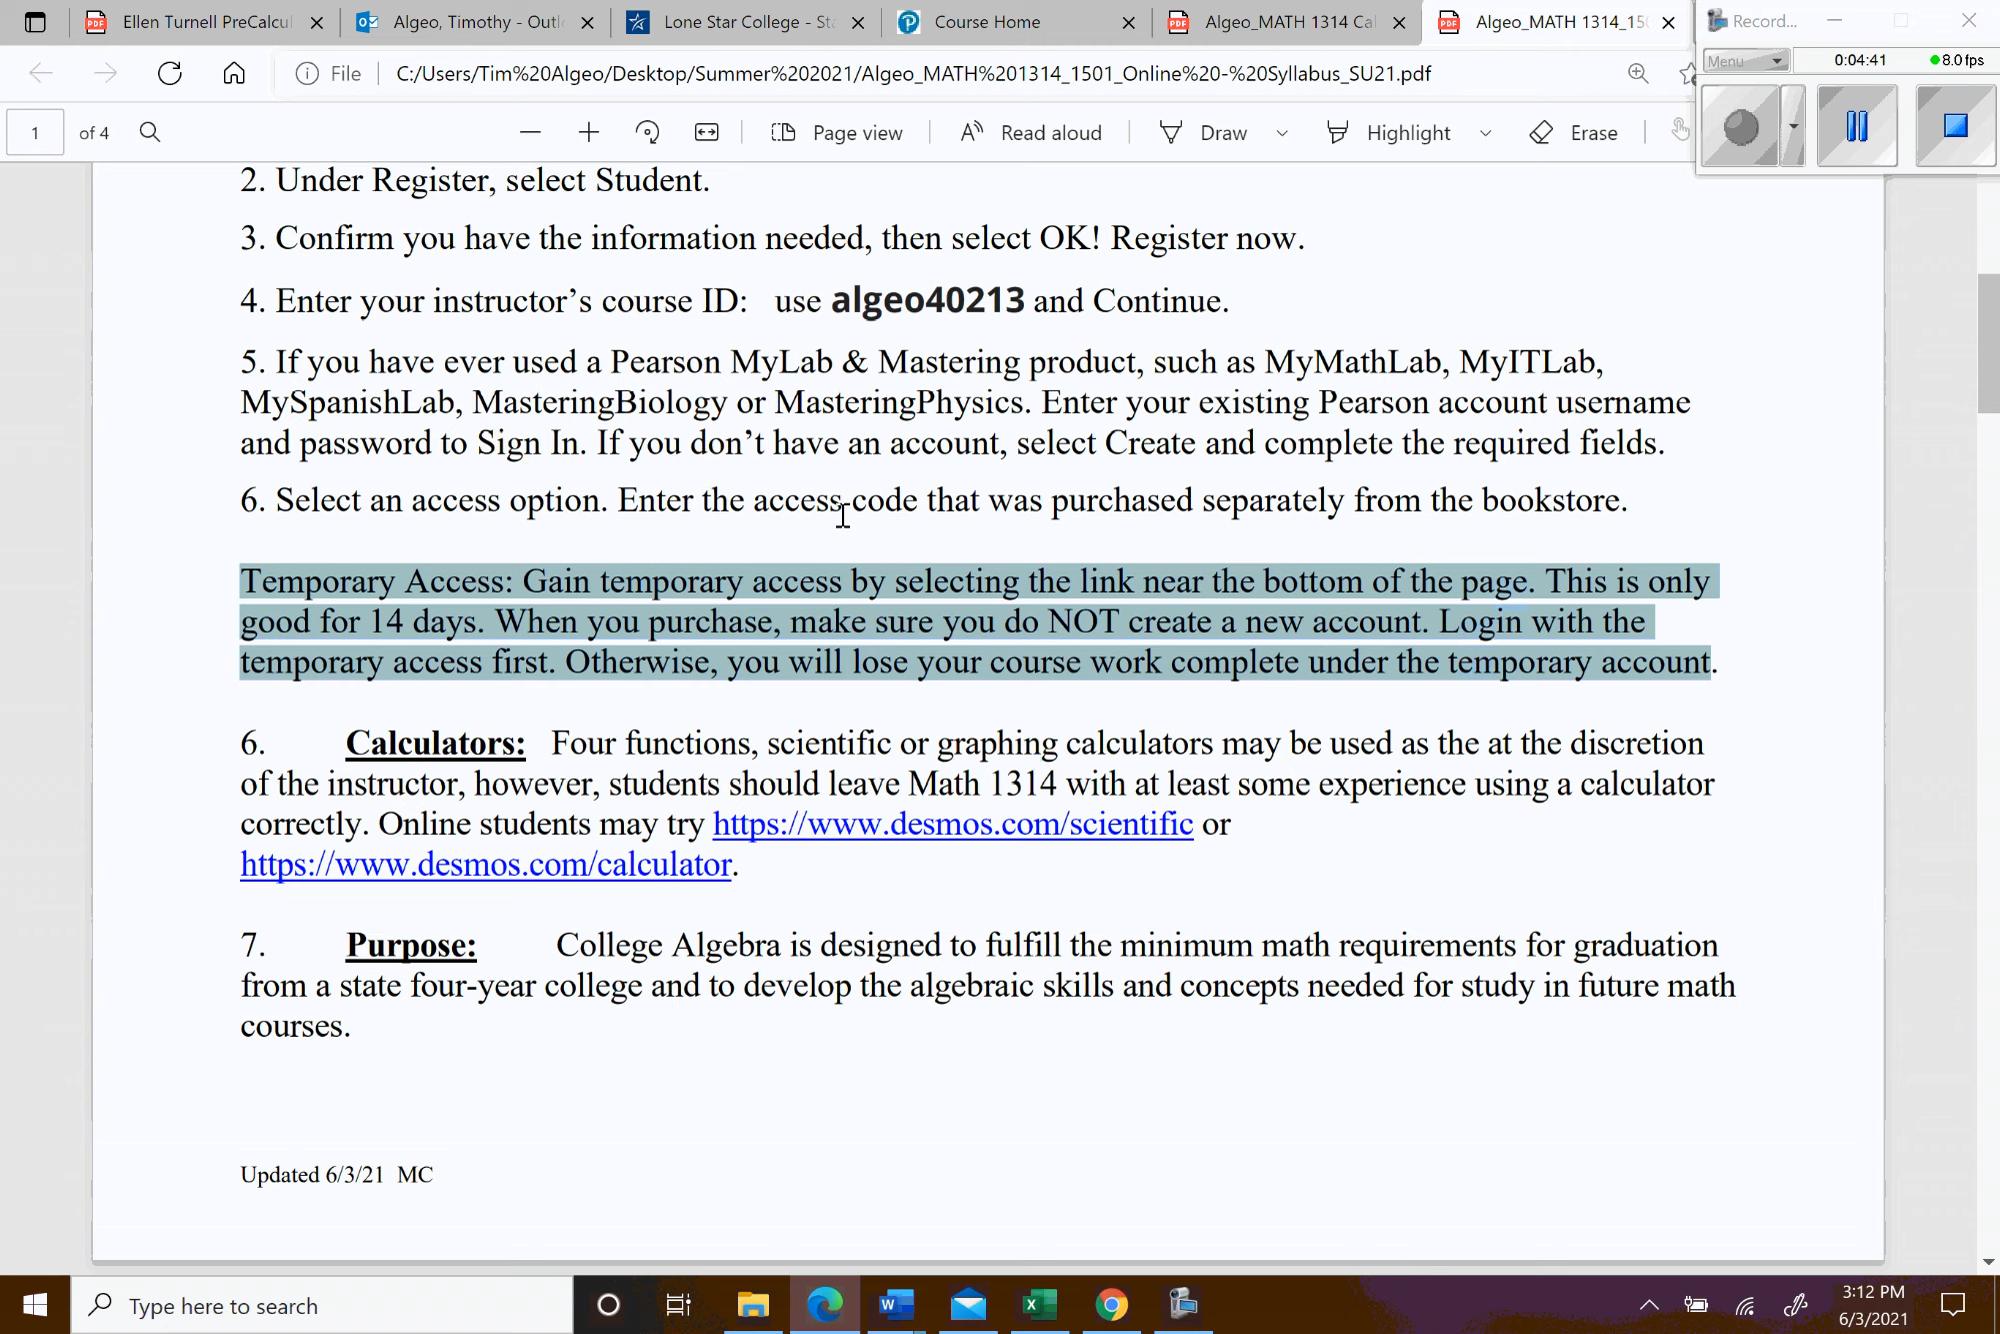 Ellen Turnell PreCalcu
Algeo, Timothy - Outl
Lone Star College - Sta
Course Home
Algeo_MATH 1314 Cal
Algeo_MATH 1314_150
Record...
File
C:/Users/Tim%20Algeo/Desktop/Summer%202021/Algeo_MATH%201314_1501_Online%20-%20Syllabus_SU21.pdf
Menu
0:04:41
8.0 fps
1
of 4
Page view
Read aloud
Draw
Highlight
Erase
2. Under Register, select Student.
3. Confirm you have the information needed, then select OK! Register now.
4. Enter your instructor’s course ID: use algeo40213 and Continue.
5. If you have ever used a Pearson MyLab & Mastering product, such as MyMathLab, MyITLab,
MySpanishLab, MasteringBiology or MasteringPhysics. Enter your existing Pearson account username
and password to Sign In. If you don’t have an account, select Create and complete the required fields.
6. Select an access option. Enter the access code that was purchased separately from the bookstore.
Temporary Access: Gain temporary access by selecting the link near the bottom of the page. This is only
good for 14 days. When you purchase, make sure you do NOT create a new account. Login with the
temporary access first. Otherwise, you will lose your course work complete under the temporary account.
6. Calculators: Four functions, scientific or graphing calculators may be used as the at the discretion
of the instructor, however, students should leave Math 1314 with at least some experience using a calculator
correctly. Online students may try https://www.desmos.com/scientific or
https://www.desmos.com/calculator.
7. Purpose: College Algebra is designed to fulfill the minimum math requirements for graduation
from a state four-year college and to develop the algebraic skills and concepts needed for study in future math
courses.
Updated 6/3/21 MC
Type here to search
3:12 PM
6/3/2021